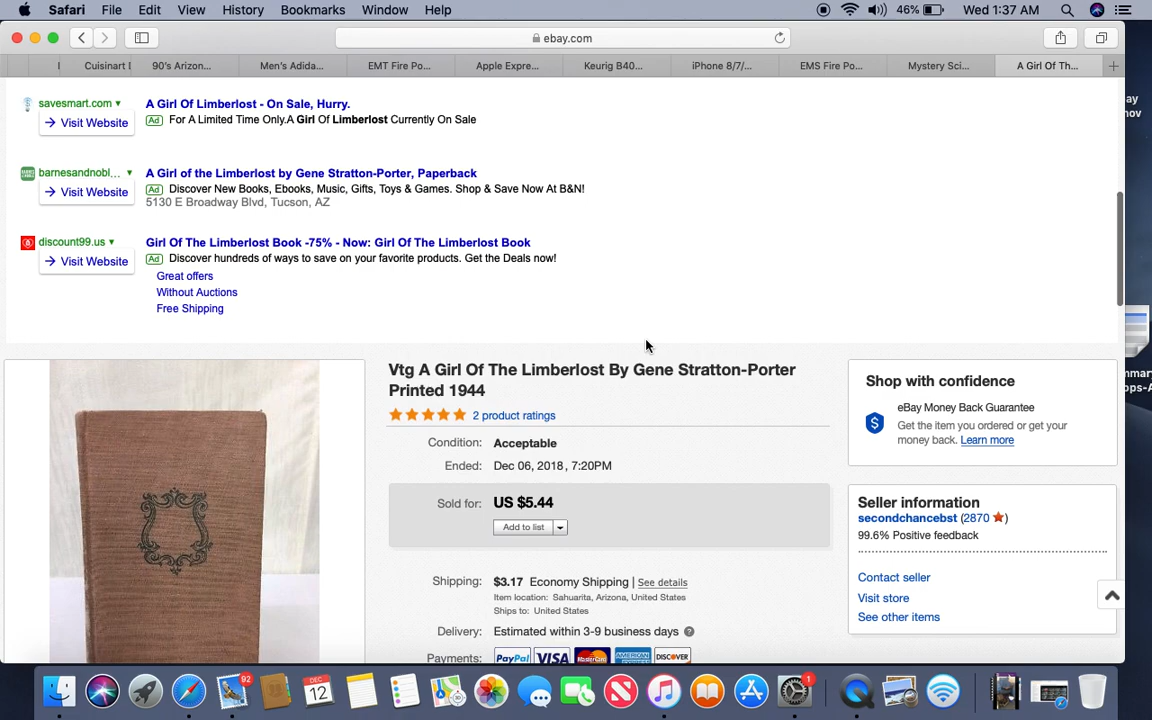 Safari File Edit View History Bookmarks Window Help 46% Wed 1:37 AM
ebay.com
Cuisinart 90's Arizon... Men's Adida... EMT Fire Po... Apple Expre... Keurig B40... iPhone 8/7/... EMS Fire Po... Mystery Sci... A Girl Of Th...
savesmart.com
Visit Website
A Girl Of Limberlost - On Sale, Hurry.
Ad For A Limited Time Only.A Girl Of Limberlost Currently On Sale
barnesandnobl...
Visit Website
A Girl of the Limberlost by Gene Stratton-Porter, Paperback
Ad Discover New Books, Ebooks, Music, Gifts, Toys & Games. Shop & Save Now At B&N!
5130 E Broadway Blvd, Tucson, AZ
discount99.us
Visit Website
Girl Of The Limberlost Book -75% - Now: Girl Of The Limberlost Book
Ad Discover hundreds of ways to save on your favorite products. Get the Deals now!
Great offers
Without Auctions
Free Shipping
Vtg A Girl Of The Limberlost By Gene Stratton-Porter
Printed 1944
2 product ratings
Condition: Acceptable
Ended: Dec 06, 2018 , 7:20PM
Sold for: US $5.44
Add to list
Shipping: $3.17 Economy Shipping | See details
Item location: Sahuarita, Arizona, United States
Ships to: United States
Delivery: Estimated within 3-9 business days
Payments: PayPal VISA MasterCard AMERICAN EXPRESS DISCOVER
Shop with confidence
eBay Money Back Guarantee
Get the item you ordered or get your
money back. Learn more
Seller information
secondchancebst (2870)
99.6% Positive feedback
Contact seller
Visit store
See other items
92
DEC
12
1